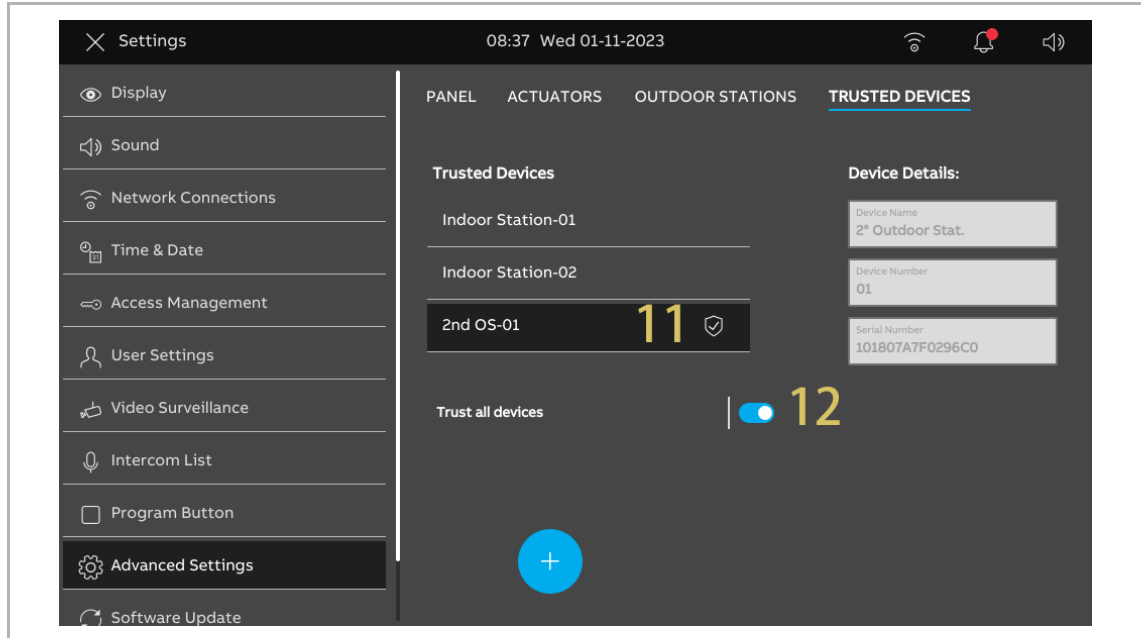 Settings
08:37 Wed 01-11-2023
Display
Sound
Network Connections
31
Time & Date
Access Management
User Settings
Video Surveillance
Intercom List
Program Button
Advanced Settings
Software Update
PANEL ACTUATORS OUTDOOR STATIONS TRUSTED DEVICES
Trusted Devices
Indoor Station-01
Indoor Station-02
2nd OS-01 11
Trust all devices 12
+
Device Details:
Device Name
2° Outdoor Stat.
Device Number
01
Serial Number
101807A7F0296C0